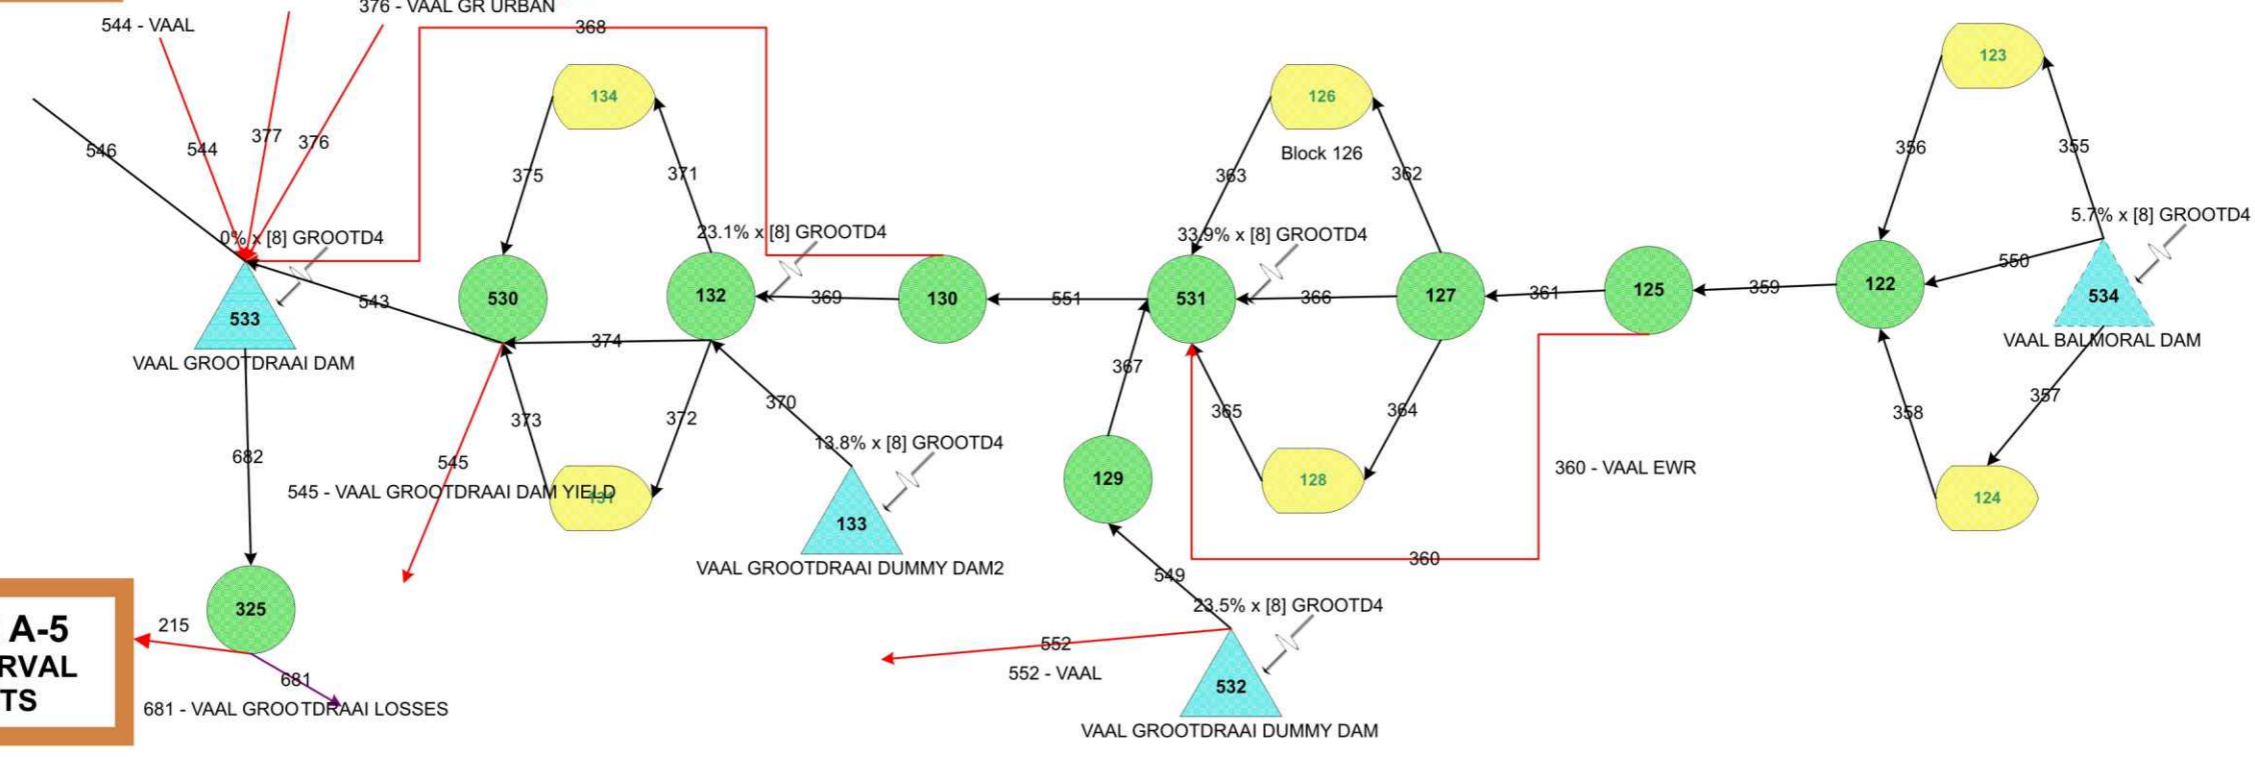 376 - VAAL GR URBAN
544 - VAAL
368
123
134
126
546
544
377
376
Block 126
356
355
375
371
363
362
5.7% x [8] GROOTD4
0% x [8] GROOTD4
23.1% x [8] GROOTD4
33.9% x [8] GROOTD4
550
543
530
132
369
130
551
531
366
127
361
125
359
122
534
533
374
VAAL BALMORAL DAM
VAAL GROOTDRAAI DAM
367
370
357
373
372
365
364
358
13.8% x [8] GROOTD4
682
545
360 - VAAL EWR
129
128
124
545 - VAAL GROOTDRAAI DAM YIELD
131
133
360
VAAL GROOTDRAAI DUMMY DAM2
549
325
23.5% x [8] GROOTD4
215
A-5
RVAL
TS
552
552 - VAAL
681
532
681 - VAAL GROOTDRAAI LOSSES
VAAL GROOTDRAAI DUMMY DAM